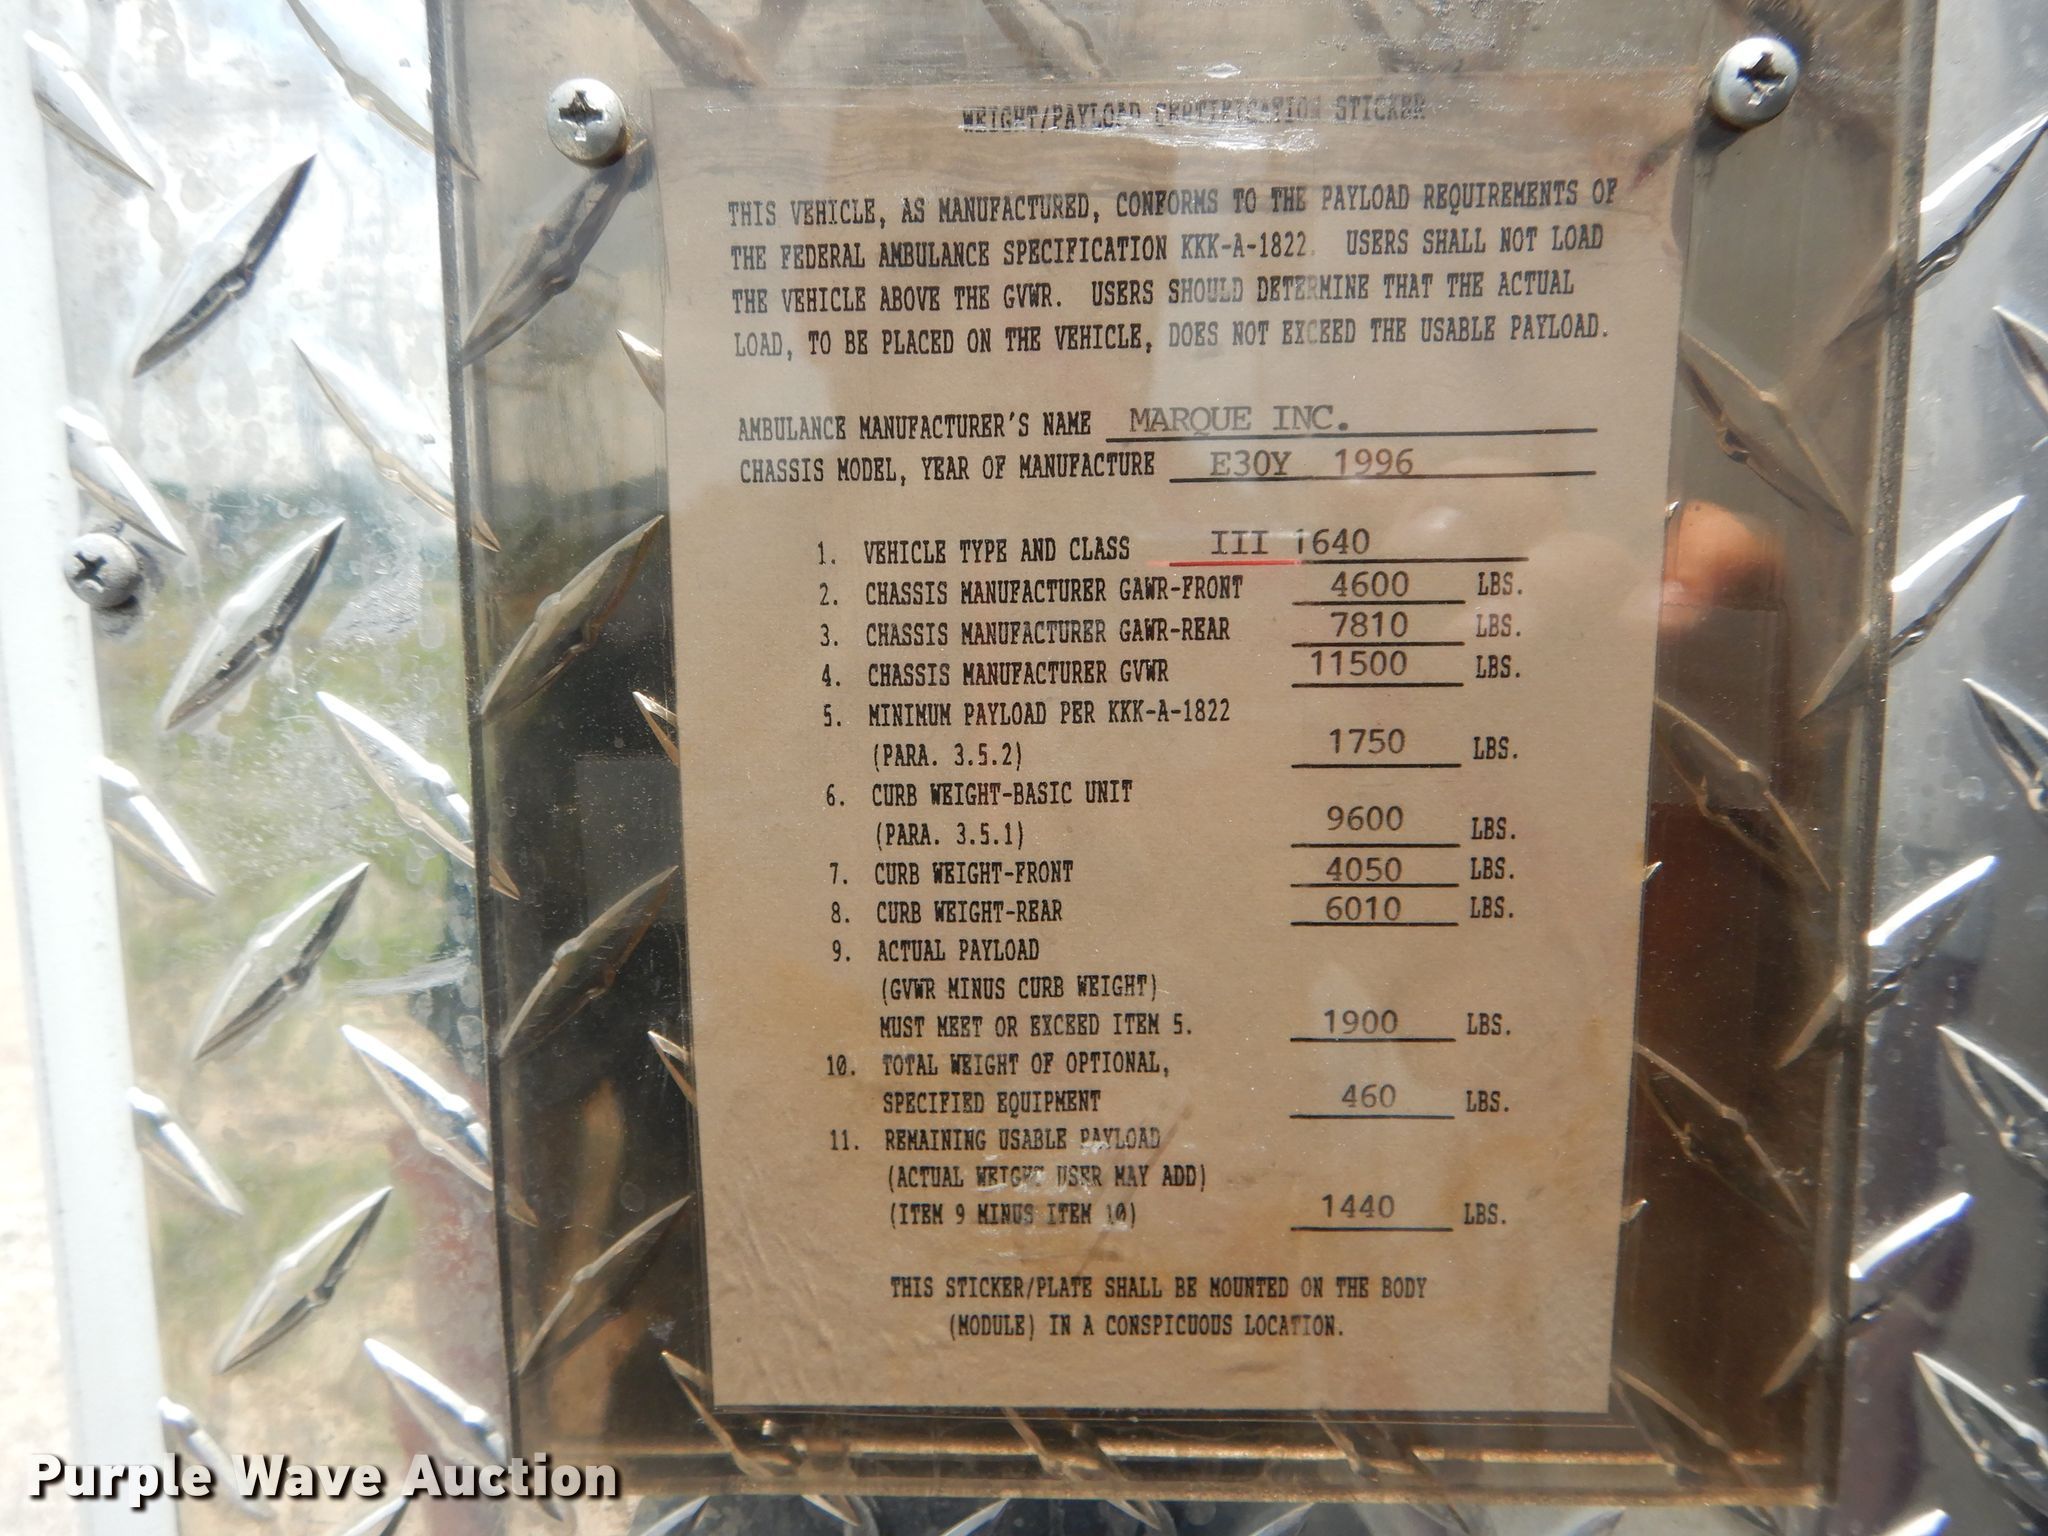 WEIGHT/PAYLOAD CERTIFICATION STICKER
THIS VEHICLE, AS MANUFACTURED, CONFORMS TO THE PAYLOAD REQUIREMENTS OF
THE FEDERAL AMBULANCE SPECIFICATION KKK-A-1822. USERS SHALL NOT LOAD
THE VEHICLE ABOVE THE GVWR. USERS SHOULD DETERMINE THAT THE ACTUAL
LOAD, TO BE PLACED ON THE VEHICLE, DOES NOT EXCEED THE USABLE PAYLOAD.
AMBULANCE MANUFACTURER'S NAME MARQUE INC.
CHASSIS MODEL, YEAR OF MANUFACTURE E30Y 1996
1. VEHICLE TYPE AND CLASS III 1640
2. CHASSIS MANUFACTURER GAWR-FRONT 4600 LBS.
3. CHASSIS MANUFACTURER GAWR-REAR 7810 LBS.
4. CHASSIS MANUFACTURER GVWR 11500 LBS.
5. MINIMUM PAYLOAD PER KKK-A-1822
(PARA. 3.5.2) 1750 LBS.
6. CURB WEIGHT-BASIC UNIT
(PARA. 3.5.1) 9600 LBS.
7. CURB WEIGHT-FRONT 4050 LBS.
8. CURB WEIGHT-REAR 6010 LBS.
9. ACTUAL PAYLOAD
(GVWR MINUS CURB WEIGHT)
MUST MEET OR EXCEED ITEM 5. 1900 LBS.
10. TOTAL WEIGHT OF OPTIONAL,
SPECIFIED EQUIPMENT 460 LBS.
11. REMAINING USABLE PAYLOAD
(ACTUAL WEIGHT USER MAY ADD)
(ITEM 9 MINUS ITEM 10) 1440 LBS.
THIS STICKER/PLATE SHALL BE MOUNTED ON THE BODY
(MODULE) IN A CONSPICUOUS LOCATION.
Purple Wave Auction